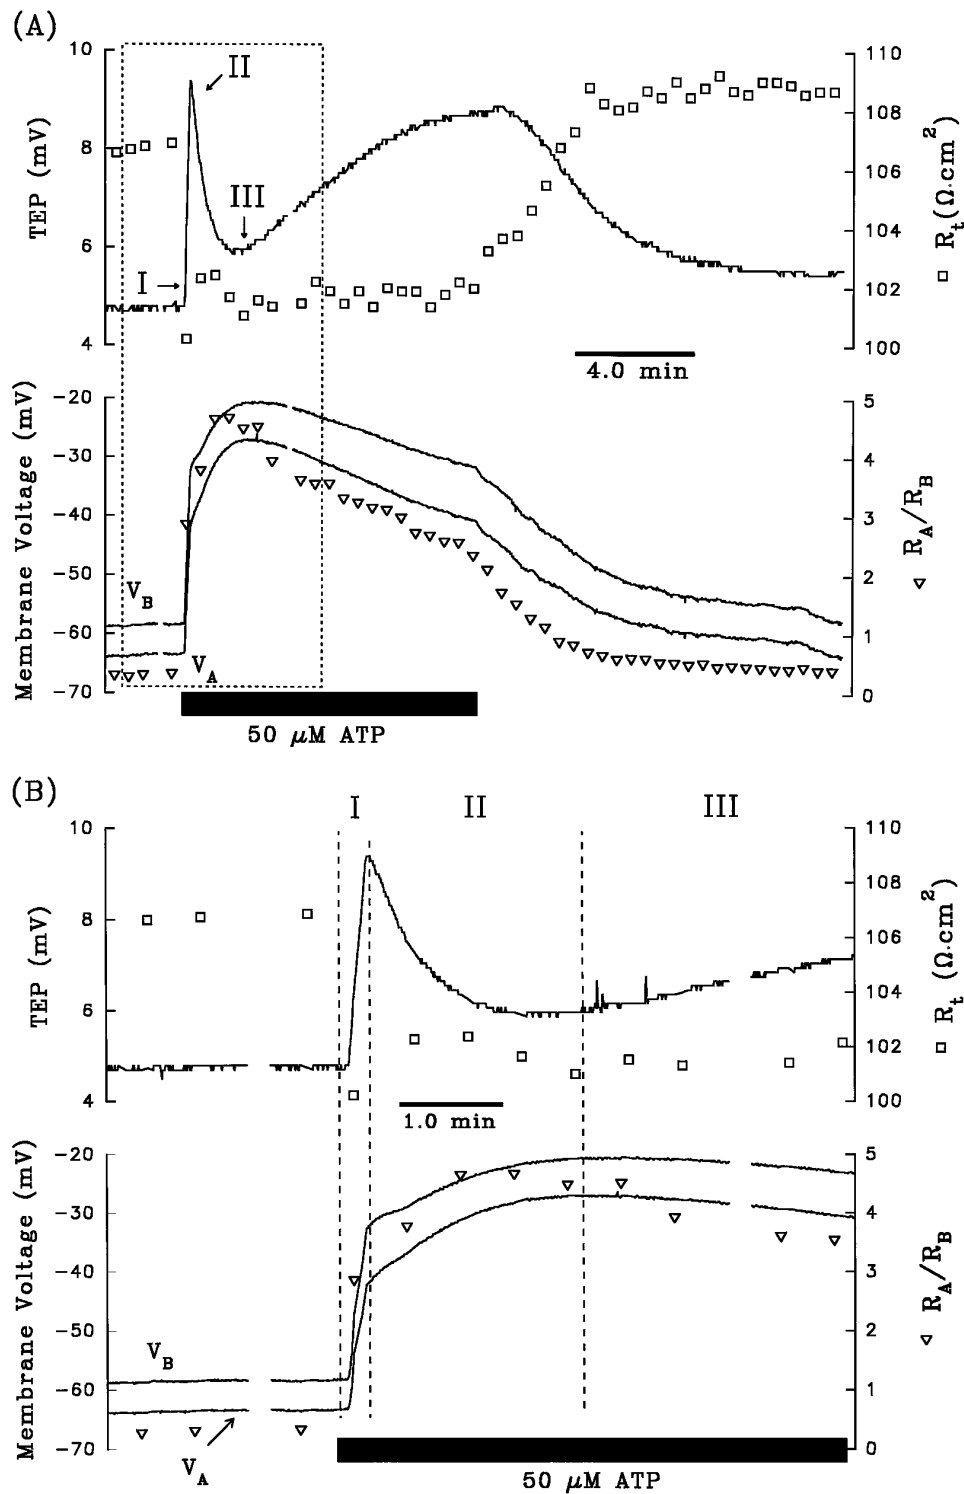 (A)
10
8
6
4
TEP (mV)
I
II
III
110
108
106
104
102
100
□ Rt (Ω.cm2)
4.0 min
-20
-30
-40
-50
-60
-70
Membrane Voltage (mV)
VB
VA
5
4
3
2
1
0
▽ RA/RB
50 μM ATP
(B)
I II III
10
8
6
4
TEP (mV)
110
108
106
104
102
100
□ Rt (Ω.cm2)
1.0 min
-20
-30
-40
-50
-60
-70
Membrane Voltage (mV)
VB
VA
5
4
3
2
1
0
▽ RA/RB
50 μM ATP